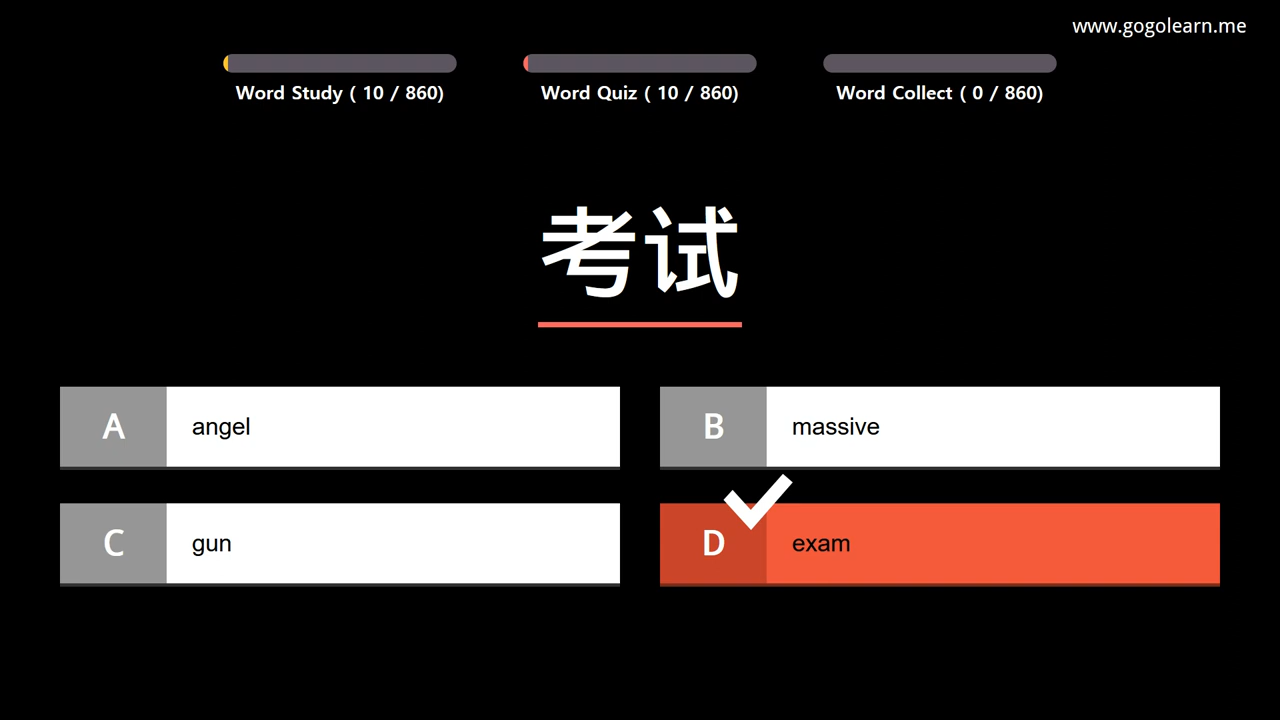 www.gogolearn.me
Word Study ( 10 / 860)
Word Quiz ( 10 / 860)
Word Collect ( 0 / 860)
考试
A angel
B massive
C gun
D exam